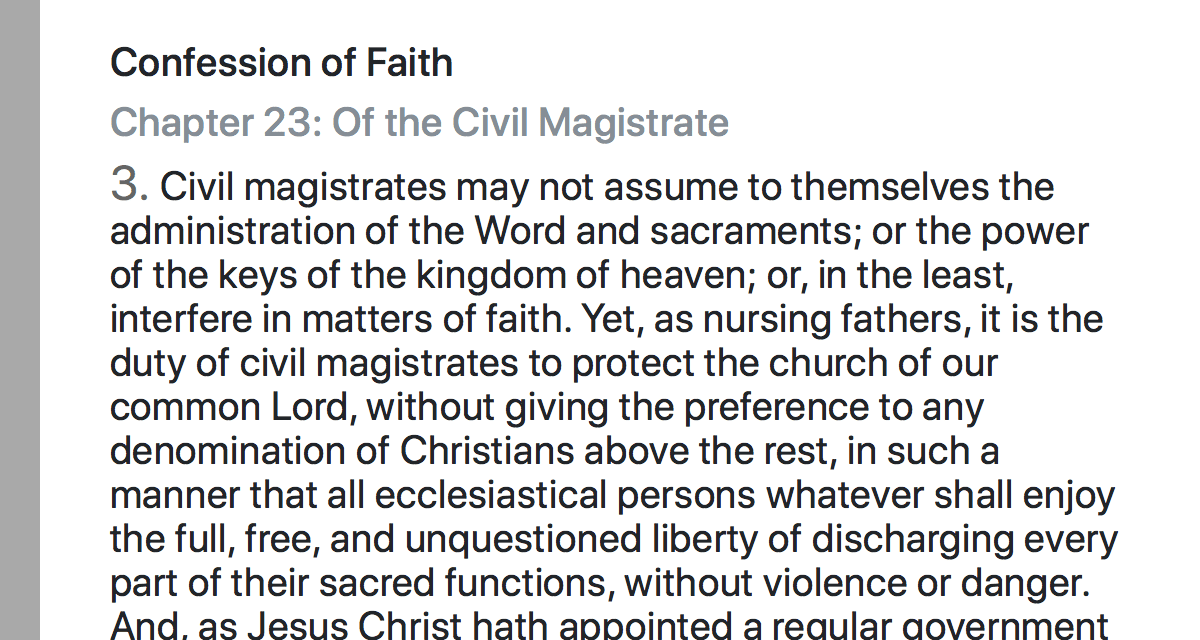 Confession of Faith
Chapter 23: Of the Civil Magistrate
3. Civil magistrates may not assume to themselves the
administration of the Word and sacraments; or the power
of the keys of the kingdom of heaven; or, in the least,
interfere in matters of faith. Yet, as nursing fathers, it is the
duty of civil magistrates to protect the church of our
common Lord, without giving the preference to any
denomination of Christians above the rest, in such a
manner that all ecclesiastical persons whatever shall enjoy
the full, free, and unquestioned liberty of discharging every
part of their sacred functions, without violence or danger.
And, as Jesus Christ hath appointed a regular government